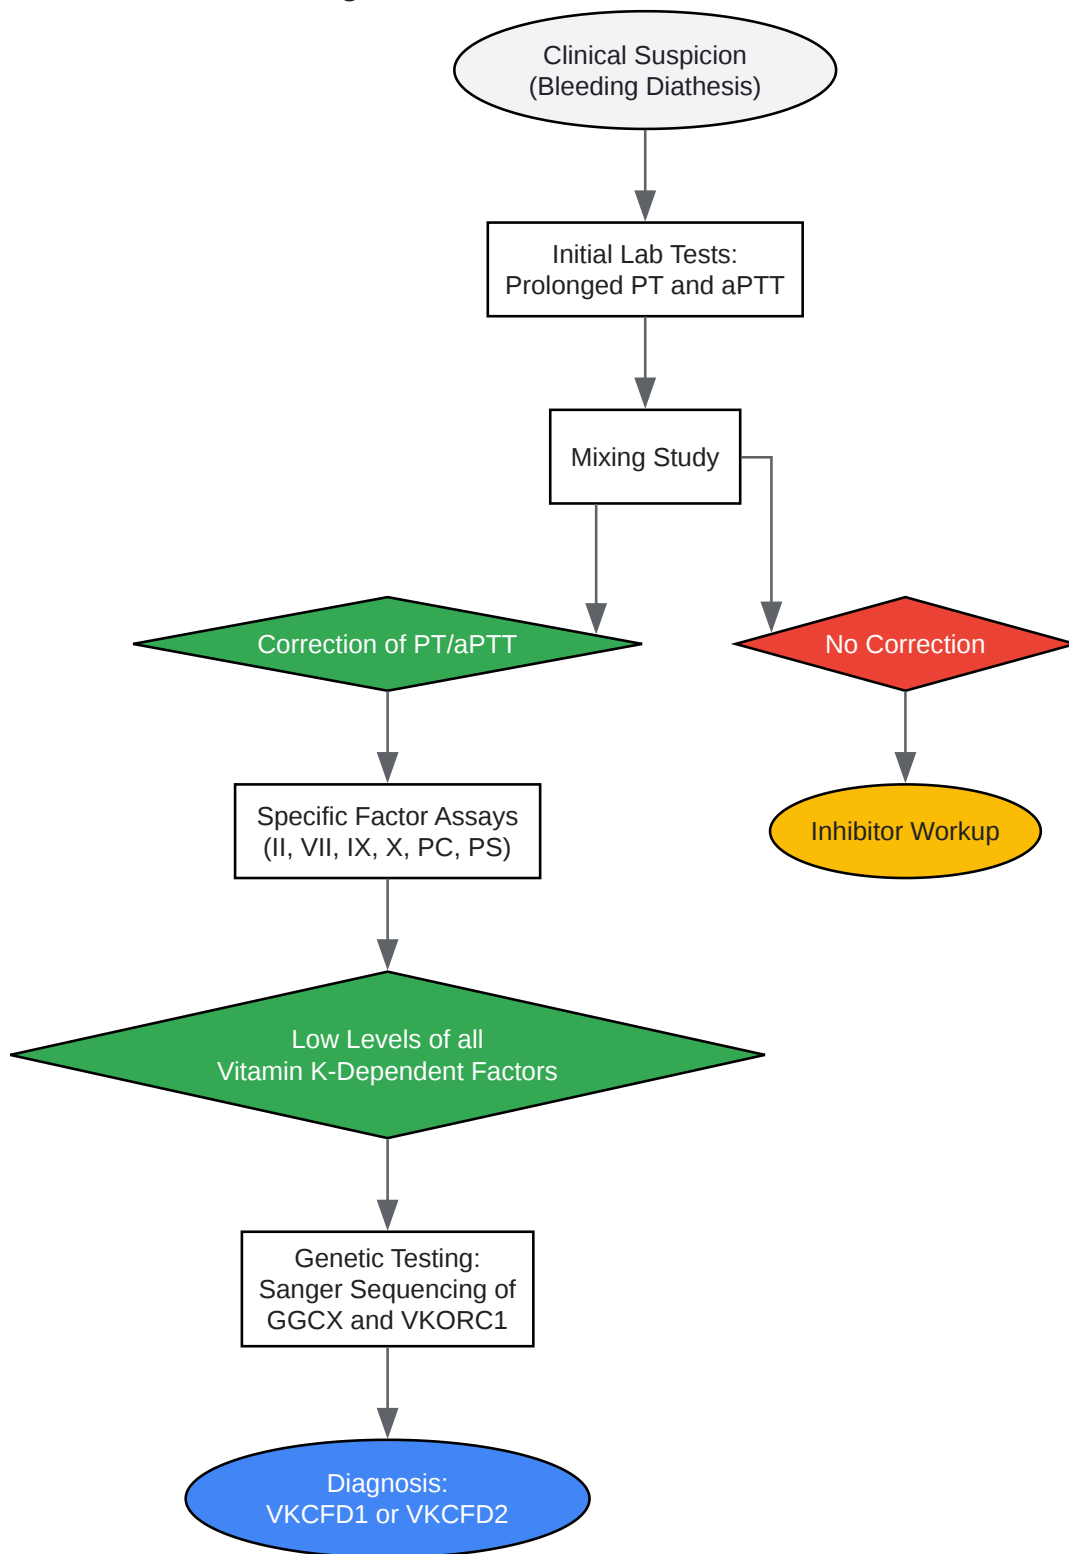 Clinical Suspicion
(Bleeding Diathesis)
Initial Lab Tests:
Prolonged PT and aPTT
Mixing Study
Correction of PT/aPTT
No Correction
Specific Factor Assays
(II, VII, IX, X, PC, PS)
Inhibitor Workup
Low Levels of all
Vitamin K-Dependent Factors
Genetic Testing:
Sanger Sequencing of
GGCX and VKORC1
Diagnosis:
VKCFD1 or VKCFD2